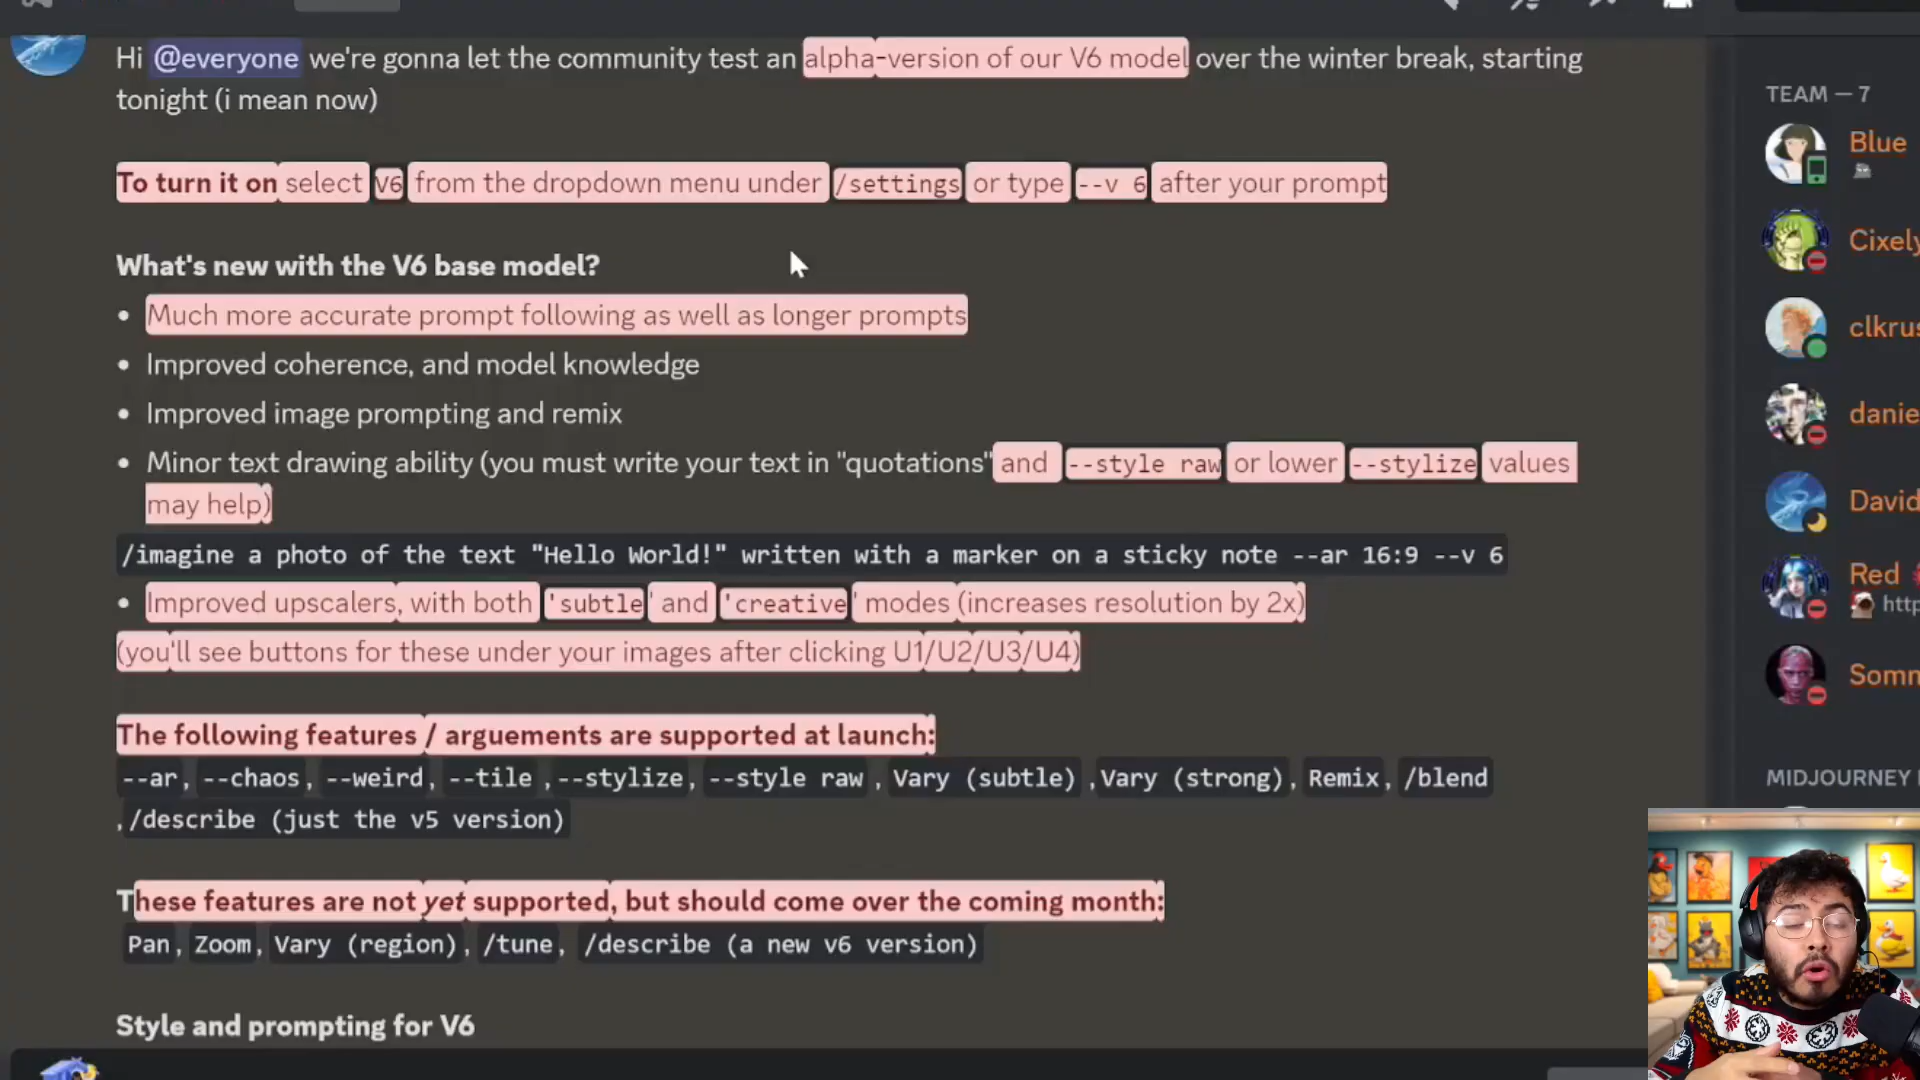 Hi @everyone we're gonna let the community test an alpha-version of our V6 model over the winter break, starting
tonight (i mean now)
To turn it on select V6 from the dropdown menu under /settings or type --v 6 after your prompt
What's new with the V6 base model?
• Much more accurate prompt following as well as longer prompts
• Improved coherence, and model knowledge
• Improved image prompting and remix
• Minor text drawing ability (you must write your text in "quotations" and --style raw or lower --stylize values
may help)
/imagine a photo of the text "Hello World!" written with a marker on a sticky note --ar 16:9 --v 6
• Improved upscalers, with both 'subtle' and 'creative' modes (increases resolution by 2x)
(you'll see buttons for these under your images after clicking U1/U2/U3/U4)
The following features / arguements are supported at launch:
--ar, --chaos, --weird, --tile ,--stylize, --style raw , Vary (subtle) ,Vary (strong), Remix, /blend
,/describe (just the v5 version)
These features are not yet supported, but should come over the coming month:
Pan, Zoom, Vary (region), /tune, /describe (a new v6 version)
Style and prompting for V6
TEAM — 7
Blue
Cixely
clkrus
danie
David
Red
http
Somn
MIDJOURNEY